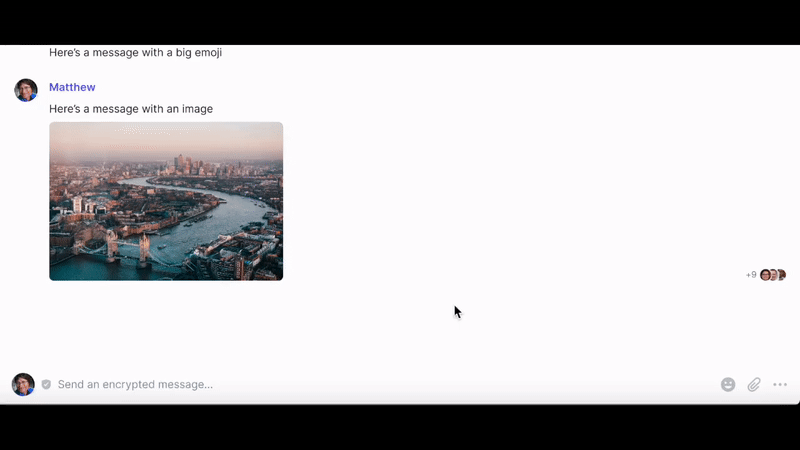 Here’s a message with a big emoji
Matthew
Here’s a message with an image
+9
Send an encrypted message…